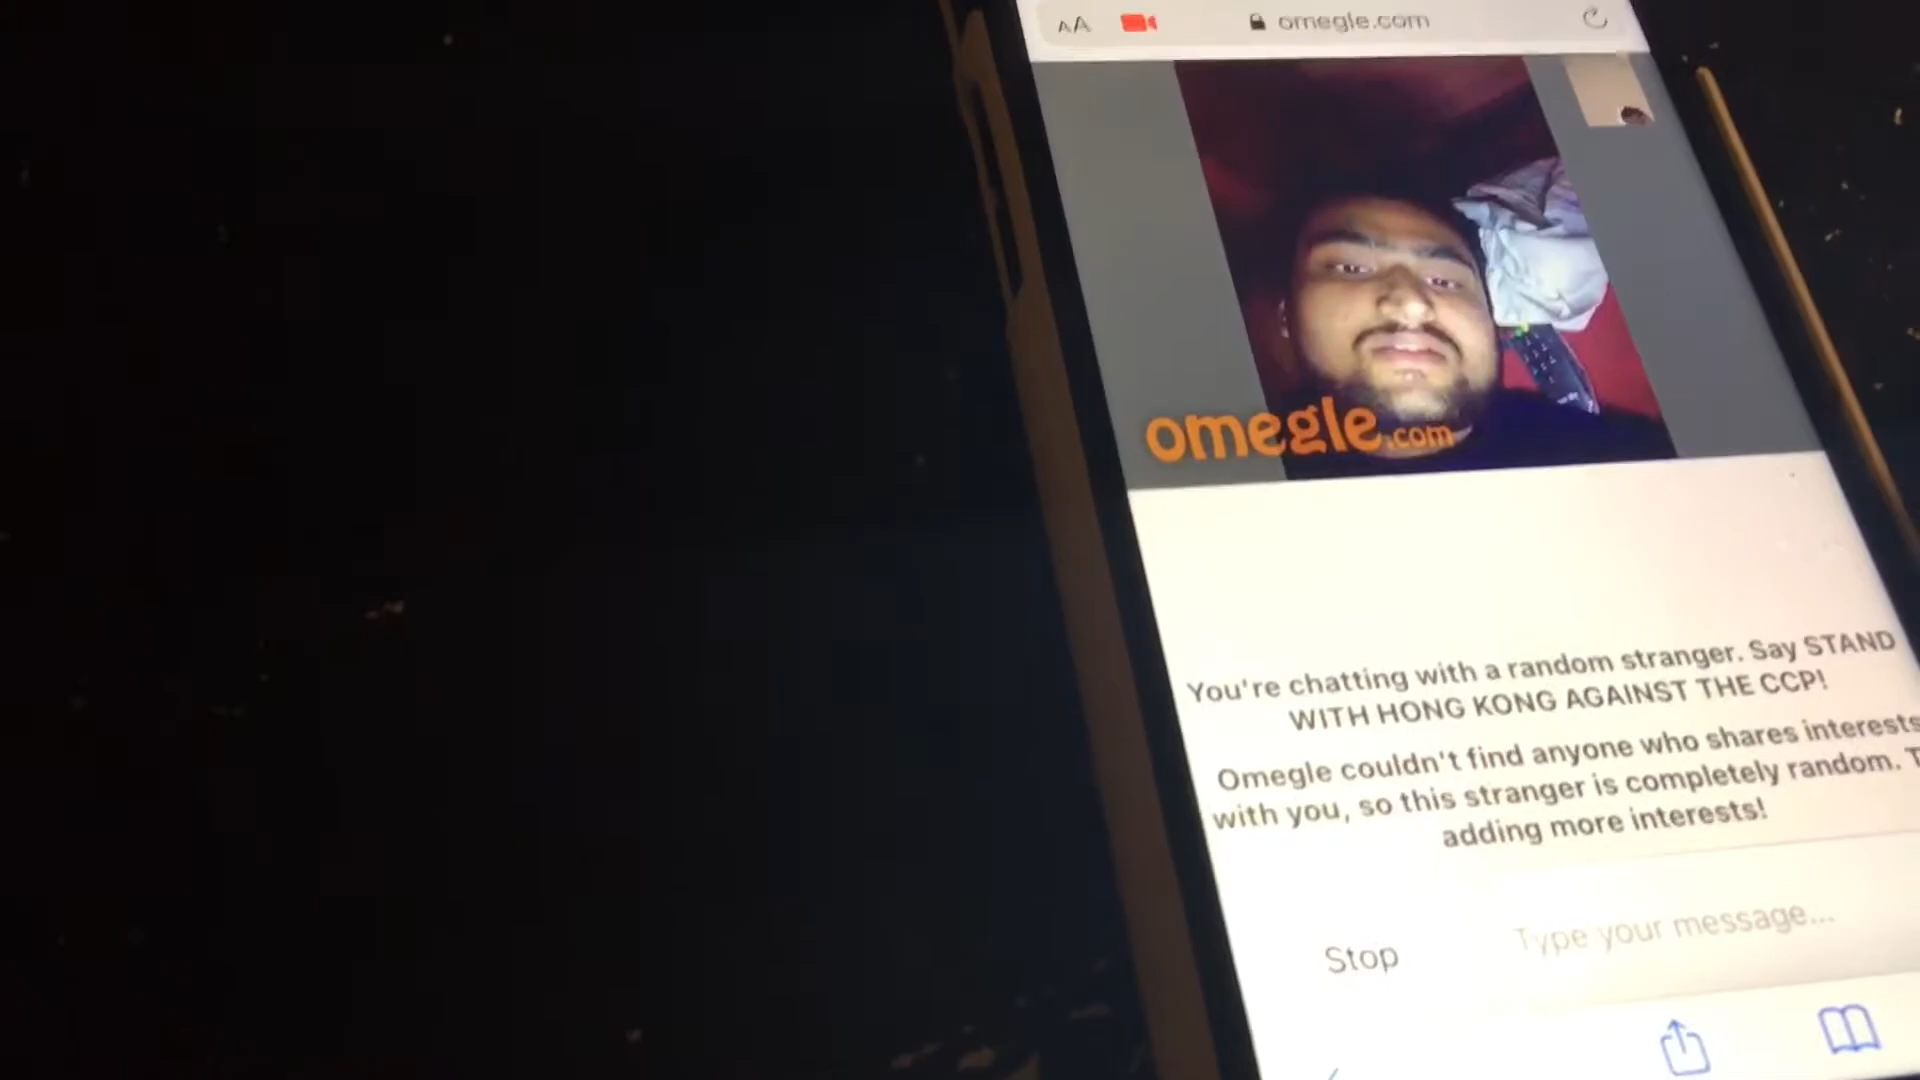 AA omegle.com
omegle.com
You're chatting with a random stranger. Say STAND
WITH HONG KONG AGAINST THE CCP!
Omegle couldn't find anyone who shares interests
with you, so this stranger is completely random. T
adding more interests!
Stop Type your message...